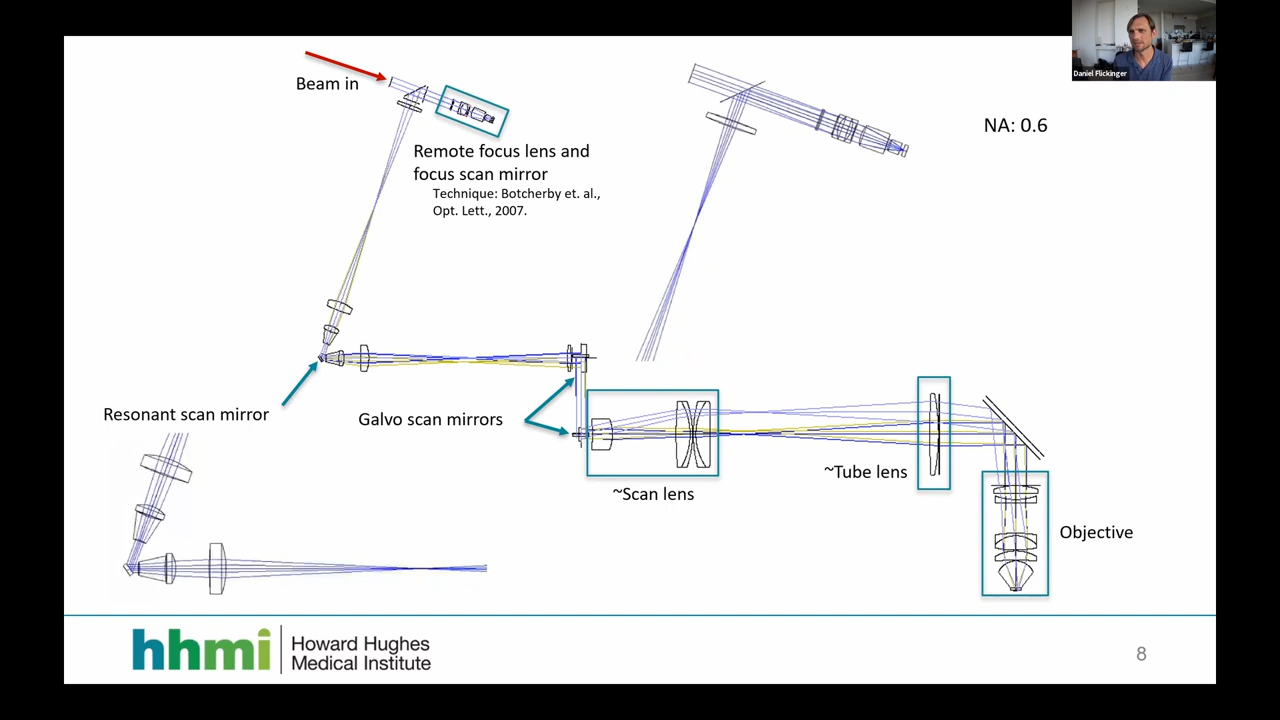 Daniel Flickinger
Beam in
NA: 0.6
Remote focus lens and
focus scan mirror
Technique: Botcherby et. al.,
Opt. Lett., 2007.
Resonant scan mirror
Galvo scan mirrors
~Scan lens
~Tube lens
Objective
hhmi
Howard Hughes
Medical Institute
8